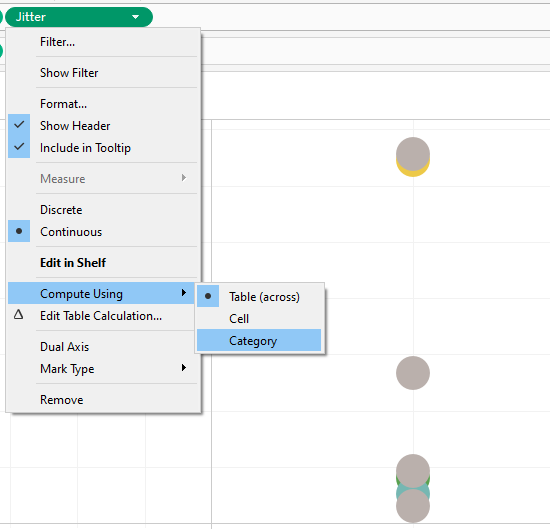 Jitter
Filter...
Show Filter
Format...
Show Header
Include in Tooltip
Measure
Discrete
Continuous
Edit in Shelf
Compute Using
Table (across)
Edit Table Calculation...
Cell
Category
Dual Axis
Mark Type
Remove